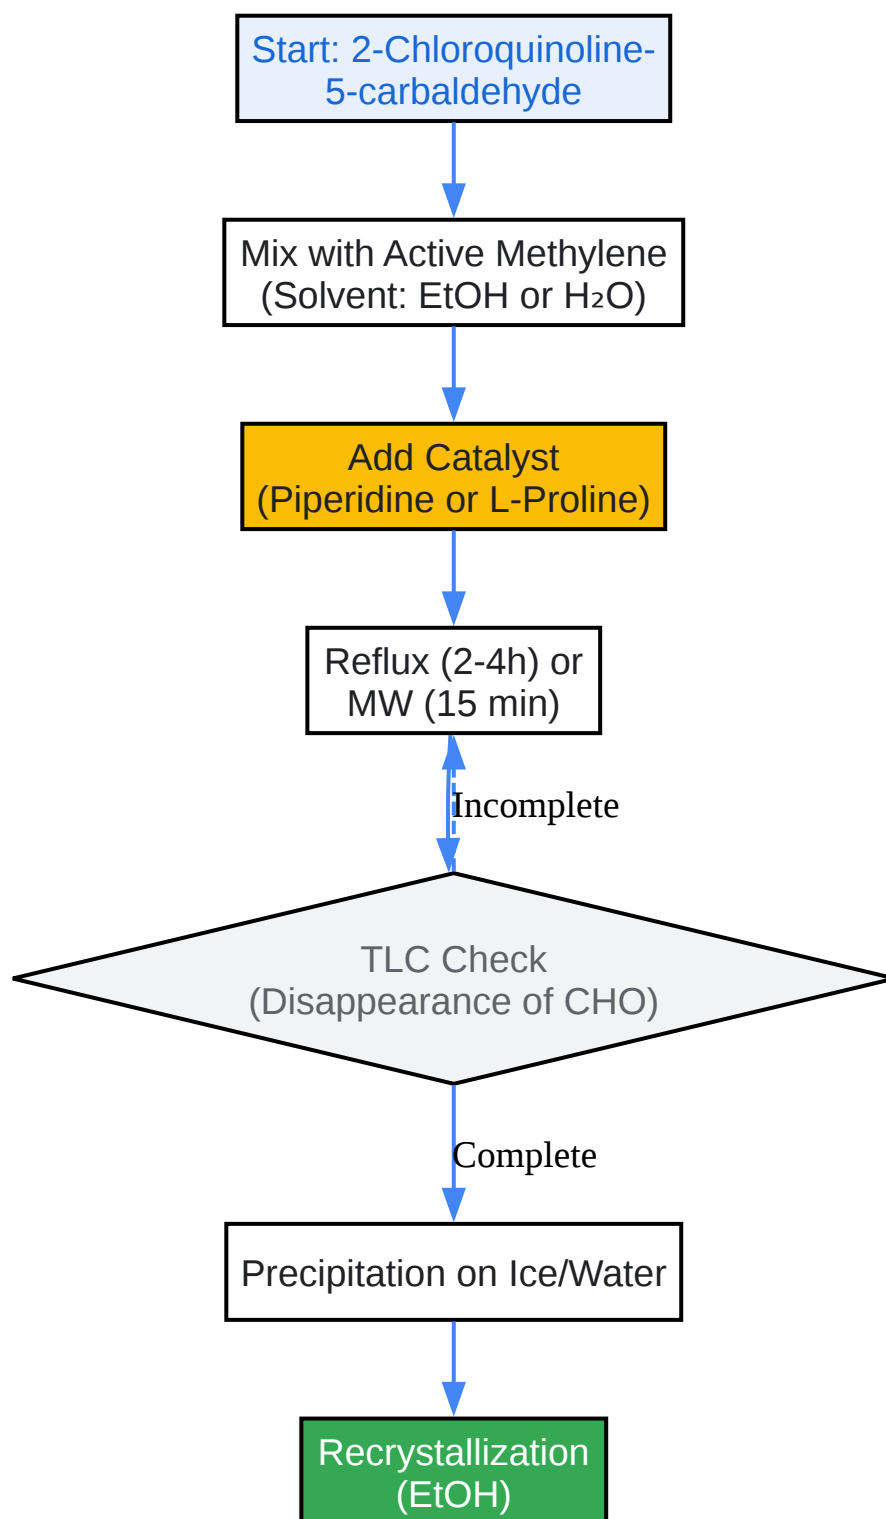 Start: 2-Chloroquinoline-
5-carbaldehyde
Mix with Active Methylene
(Solvent: EtOH or H₂O)
Add Catalyst
(Piperidine or L-Proline)
Reflux (2-4h) or
MW (15 min)
Incomplete
TLC Check
(Disappearance of CHO)
Complete
Precipitation on Ice/Water
Recrystallization
(EtOH)